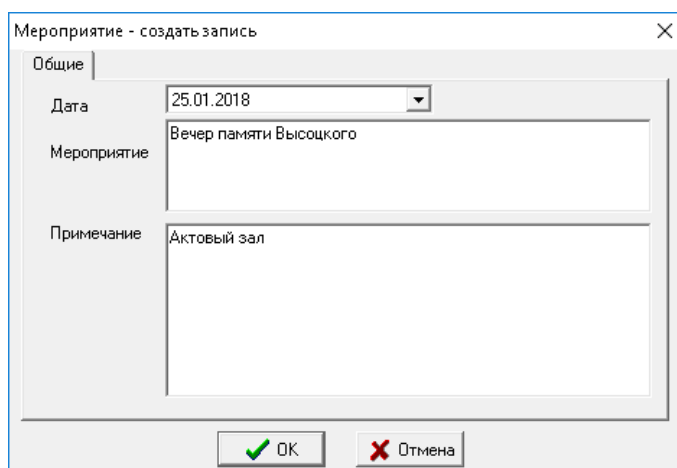 Мероприятие - создать запись
Общие
Дата 25.01.2018
Мероприятие Вечер памяти Высоцкого
Примечание Актовый зал
OK Отмена